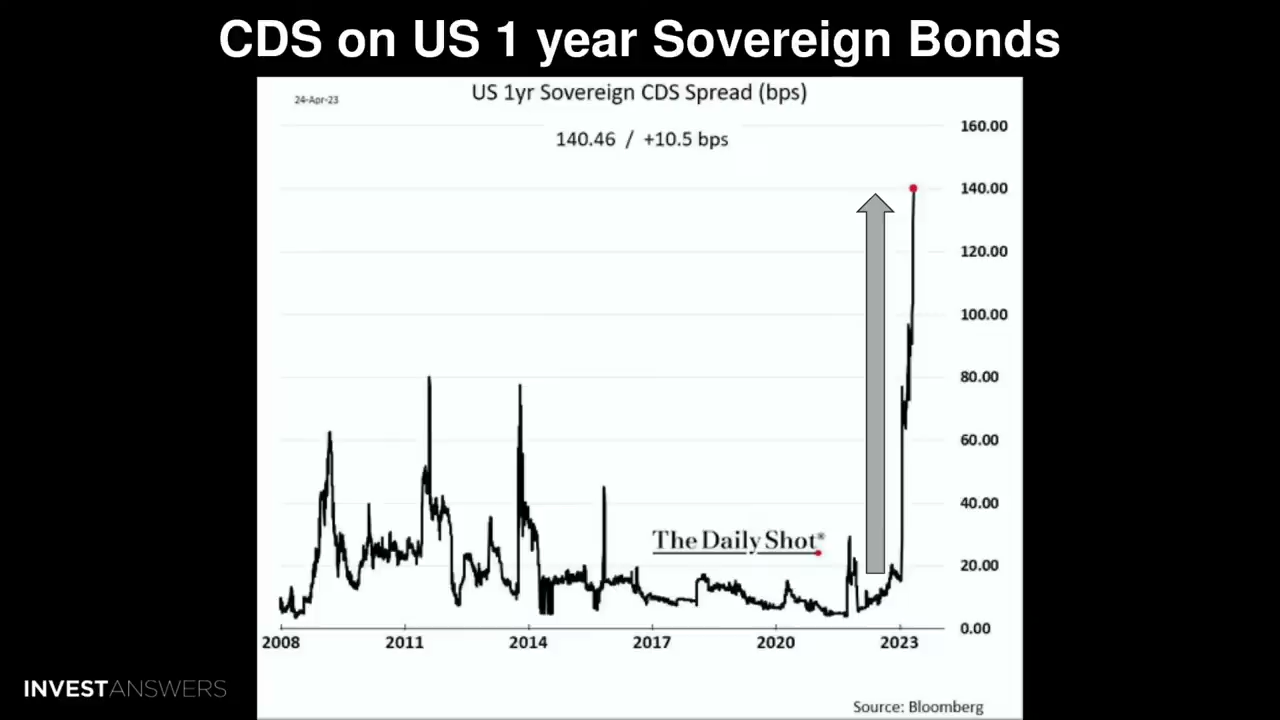 CDS on US 1 year Sovereign Bonds
24-Apr-23
US 1yr Sovereign CDS Spread (bps)
140.46 / +10.5 bps
160.00
140.00
120.00
100.00
80.00
60.00
40.00
20.00
0.00
The Daily Shot®
2008 2011 2014 2017 2020 2023
INVESTANSWERS
Source: Bloomberg